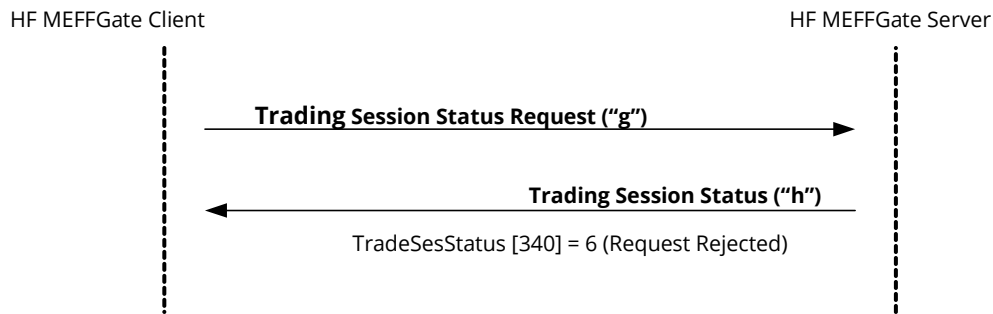 HF MEFFGate Client
HF MEFFGate Server
Trading Session Status Request (“g”)
Trading Session Status (“h”)
TradeSesStatus [340] = 6 (Request Rejected)